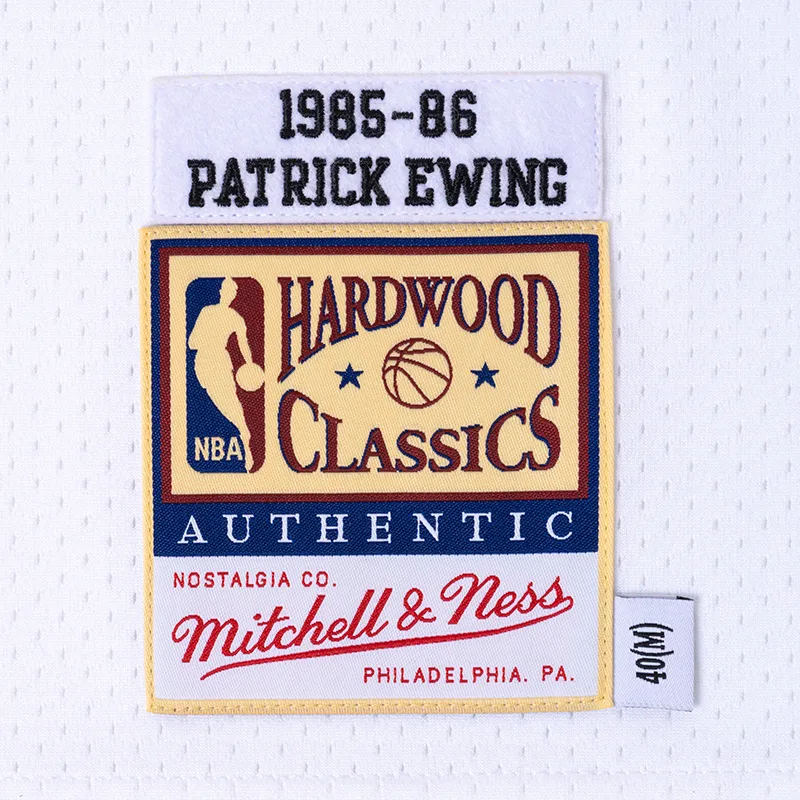 1985-86
PATRICK EWING
HARDWOOD
CLASSICS
NBA
AUTHENTIC
NOSTALGIA CO.
Mitchell & Ness
PHILADELPHIA. PA.
40(M)